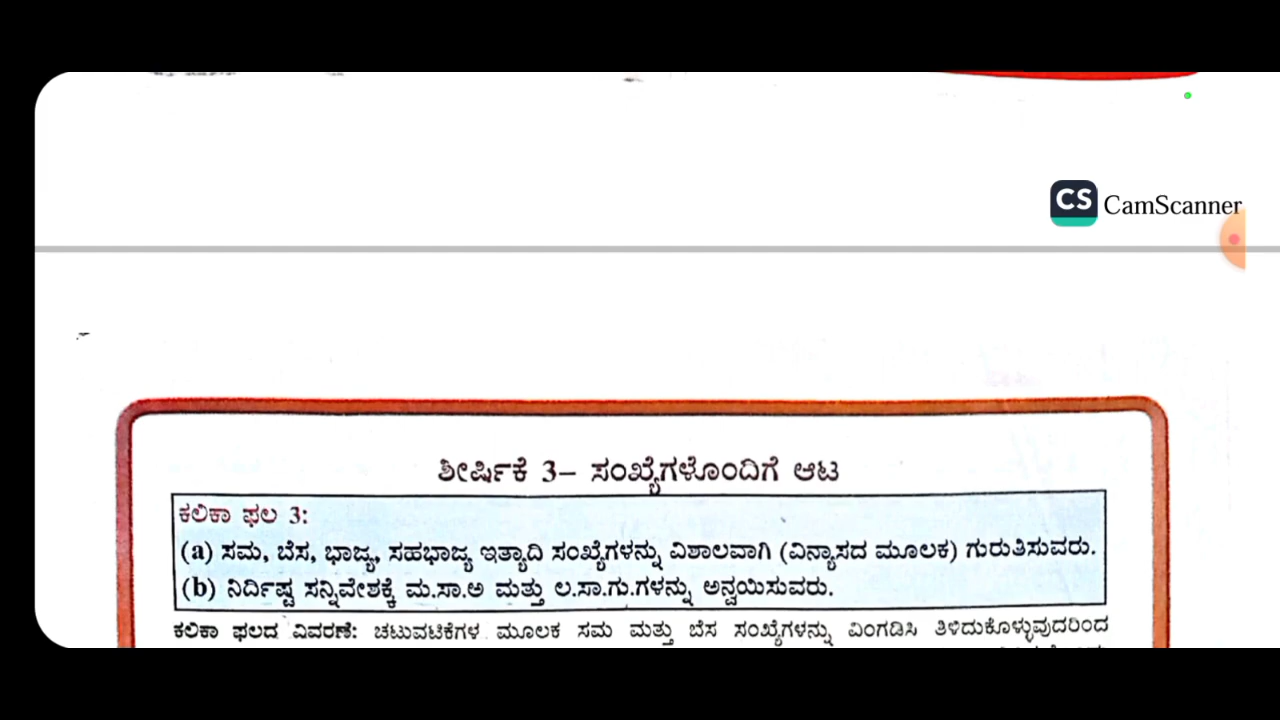 CS CamScanner
ಶೀರ್ಷಿಕೆ 3– ಸಂಖ್ಯೆಗಳೊಂದಿಗೆ ಆಟ
ಕಲಿಕಾ ಫಲ 3:
(a) ಸಮ, ಬೆಸ, ಭಾಜ್ಯ, ಸಹಭಾಜ್ಯ ಇತ್ಯಾದಿ ಸಂಖ್ಯೆಗಳನ್ನು ವಿಶಾಲವಾಗಿ (ವಿನ್ಯಾಸದ ಮೂಲಕ) ಗುರುತಿಸುವರು.
(b) ನಿರ್ದಿಷ್ಟ ಸನ್ನಿವೇಶಕ್ಕೆ ಮ.ಸಾ.ಅ ಮತ್ತು ಲ.ಸಾ.ಗು.ಗಳನ್ನು ಅನ್ವಯಿಸುವರು.
ಕಲಿಕಾ ಫಲದ ವಿವರಣೆ: ಚಟುವಟಿಕೆಗಳ ಮೂಲಕ ಸಮ ಮತ್ತು ಬೆಸ ಸಂಖ್ಯೆಗಳನ್ನು ವಿಂಗಡಿಸಿ ತಿಳಿದುಕೊಳ್ಳುವುದರಿಂದ